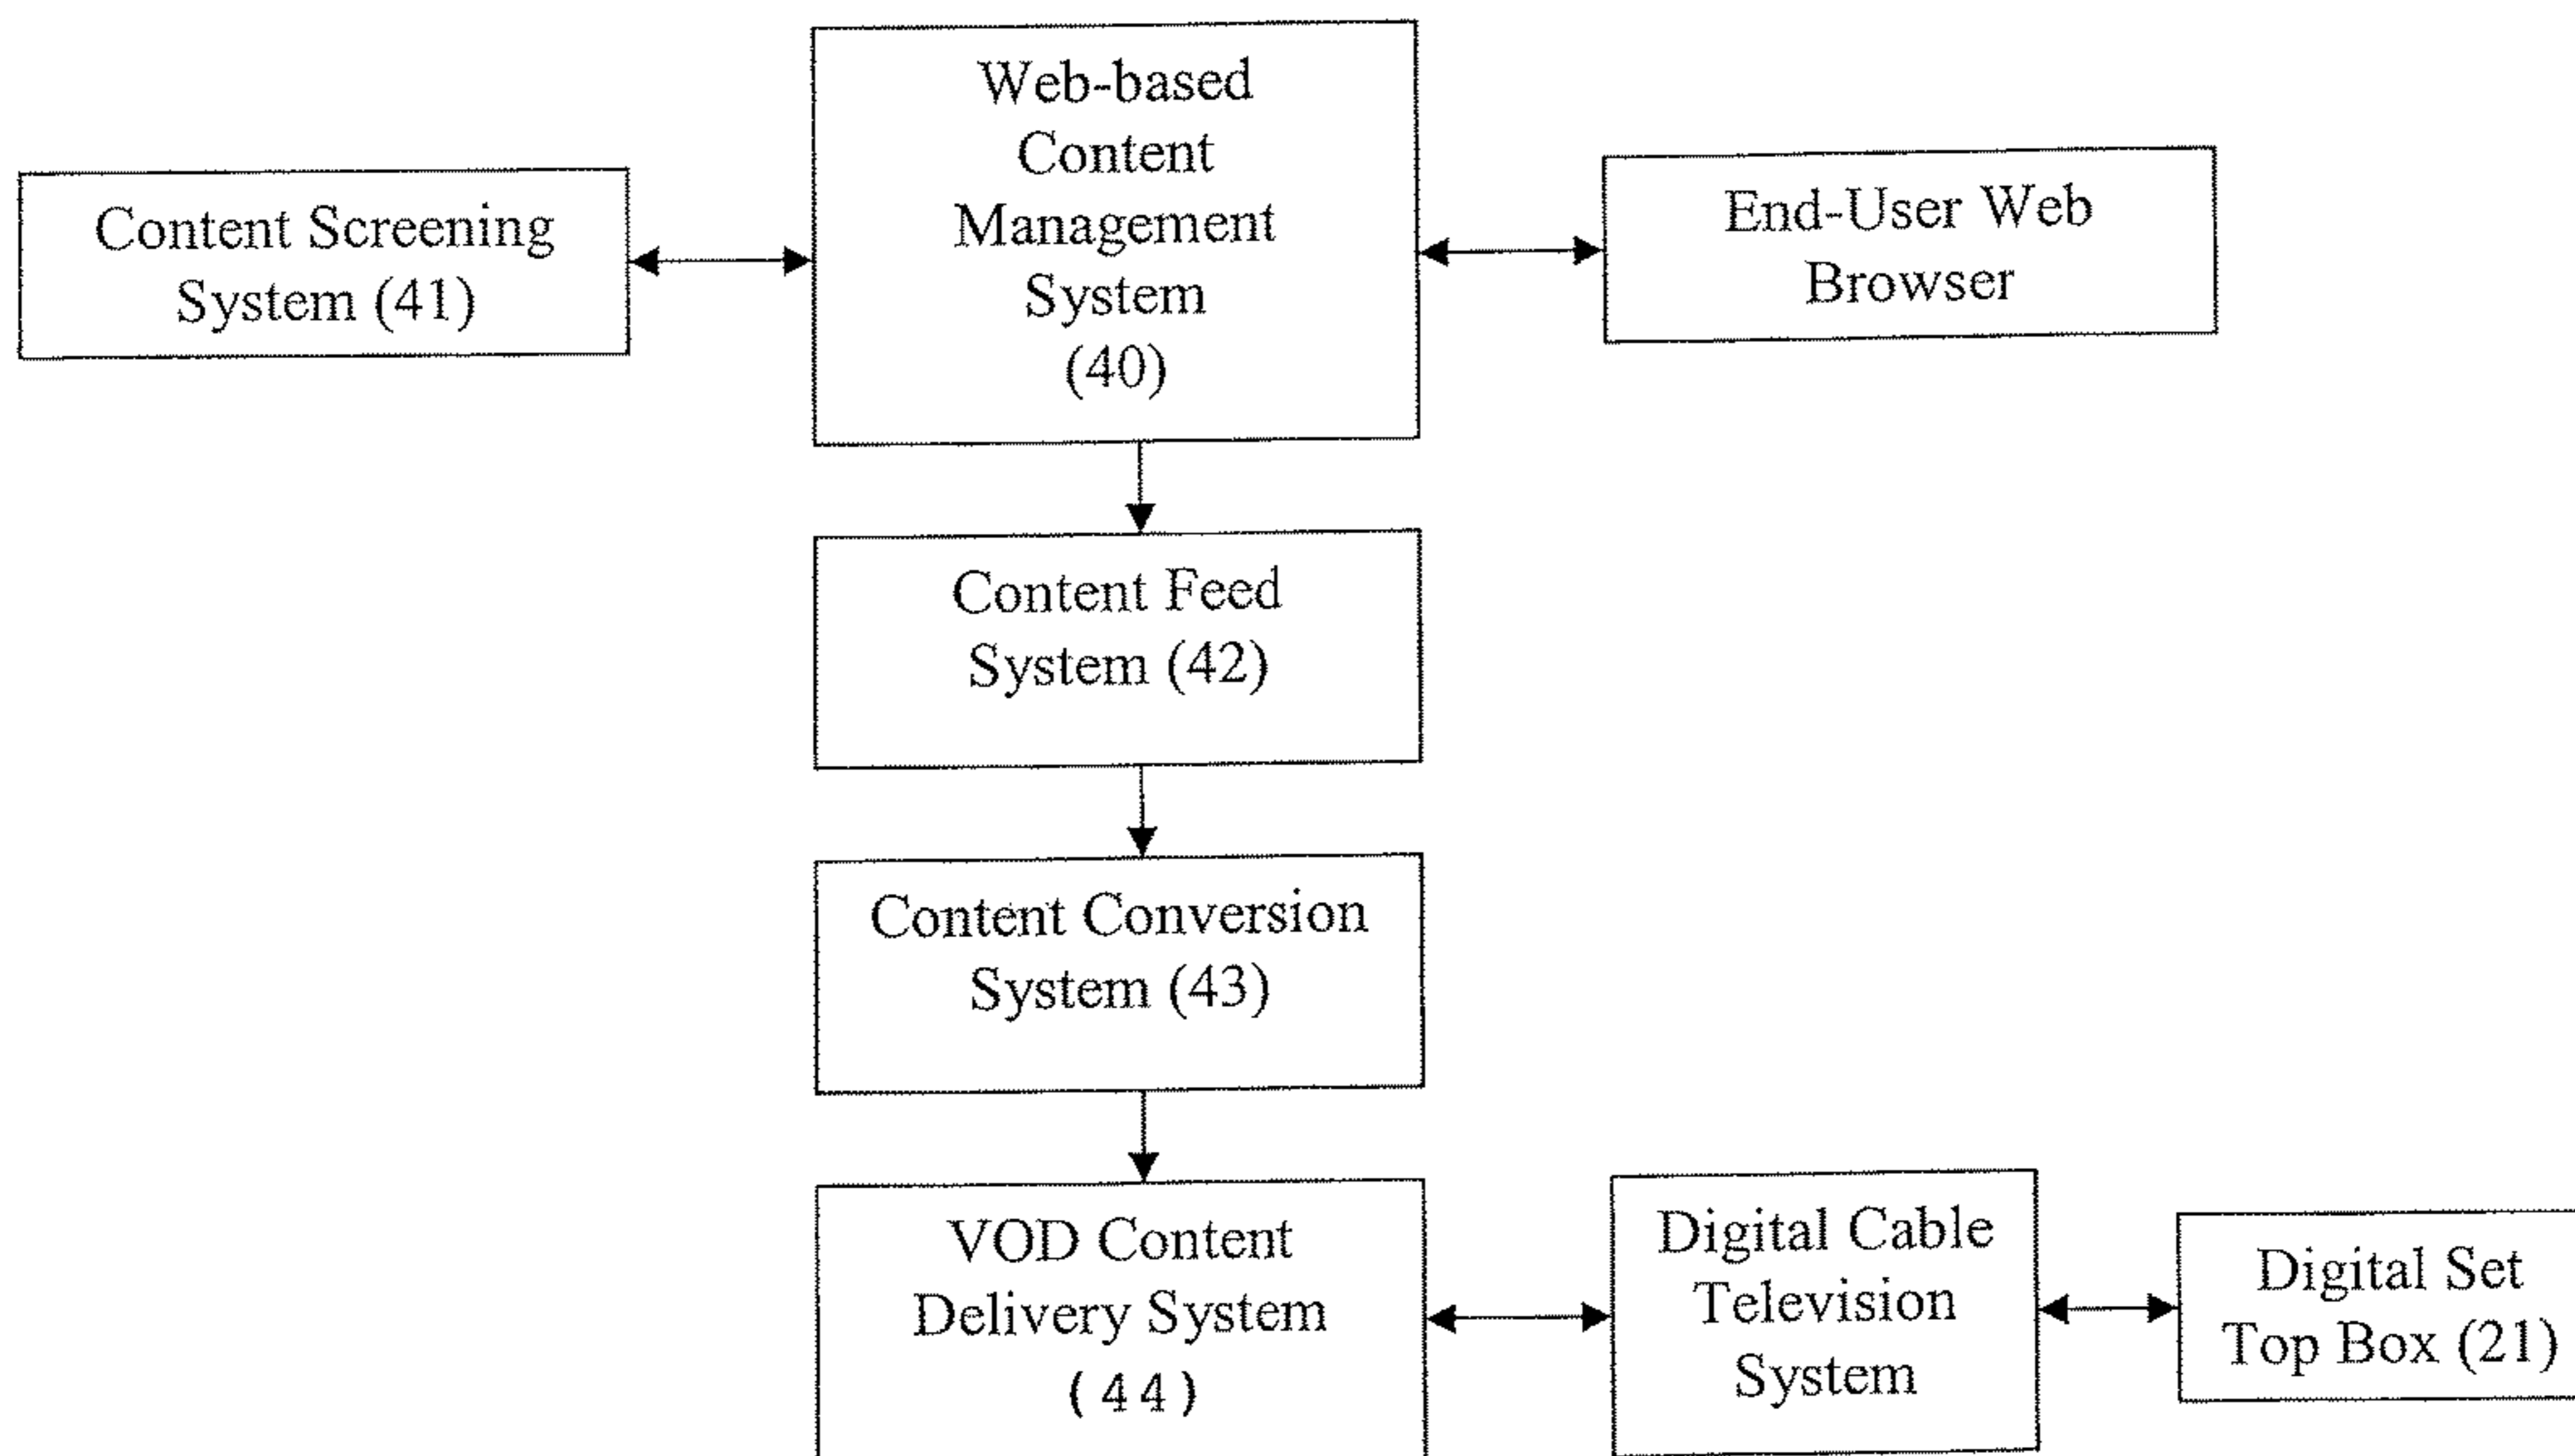 Web-based
Content
Management
System
(40)
Content Screening
System (41)
End-User Web
Browser
Content Feed
System (42)
Content Conversion
System (43)
VOD Content
Delivery System
(44)
Digital Cable
Television
System
Digital Set
Top Box (21)